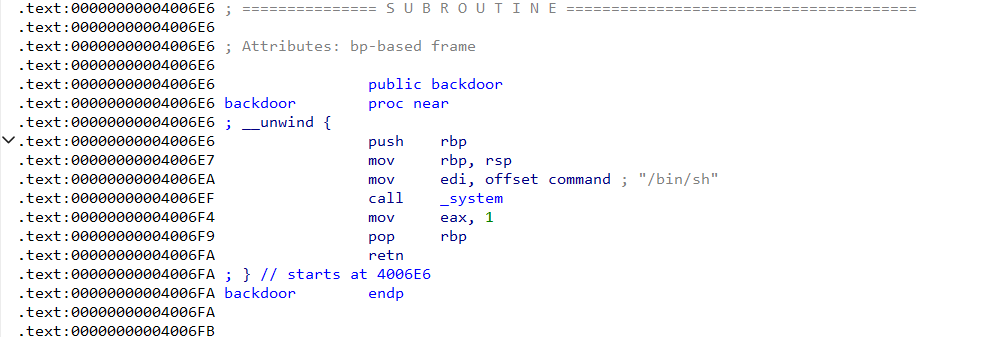 .text:00000000004006E6 ; =============== S U B R O U T I N E =======================================
.text:00000000004006E6
.text:00000000004006E6 ; Attributes: bp-based frame
.text:00000000004006E6
.text:00000000004006E6                 public backdoor
.text:00000000004006E6 backdoor        proc near
.text:00000000004006E6 ; __unwind {
.text:00000000004006E6                 push    rbp
.text:00000000004006E7                 mov     rbp, rsp
.text:00000000004006EA                 mov     edi, offset command ; "/bin/sh"
.text:00000000004006EF                 call    _system
.text:00000000004006F4                 mov     eax, 1
.text:00000000004006F9                 pop     rbp
.text:00000000004006FA                 retn
.text:00000000004006FA ; } // starts at 4006E6
.text:00000000004006FA backdoor        endp
.text:00000000004006FA
.text:00000000004006FB